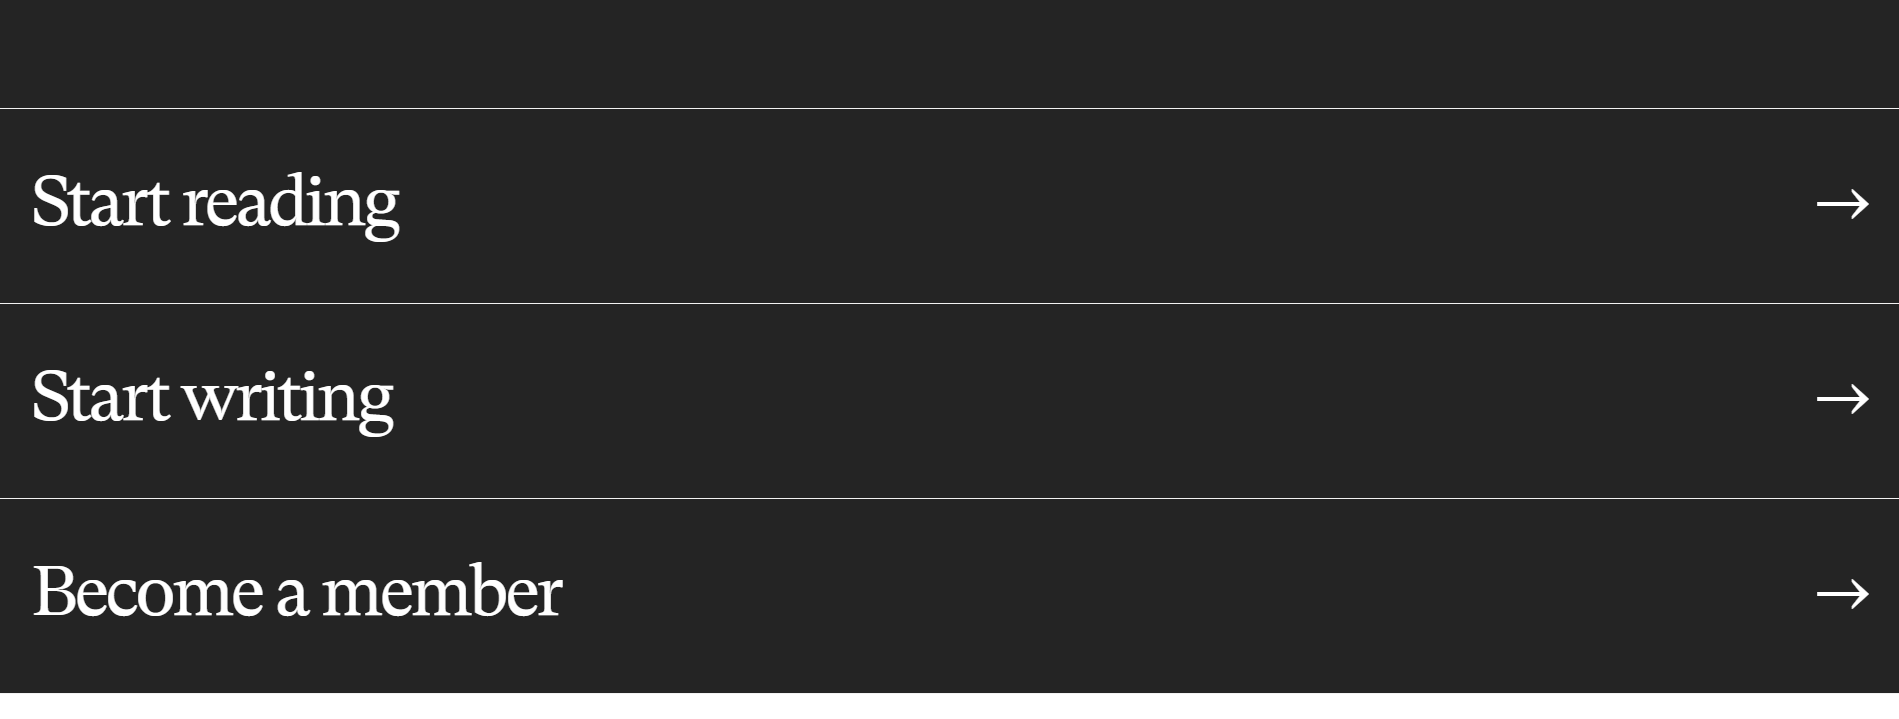 Start reading →
Start writing →
Become a member →